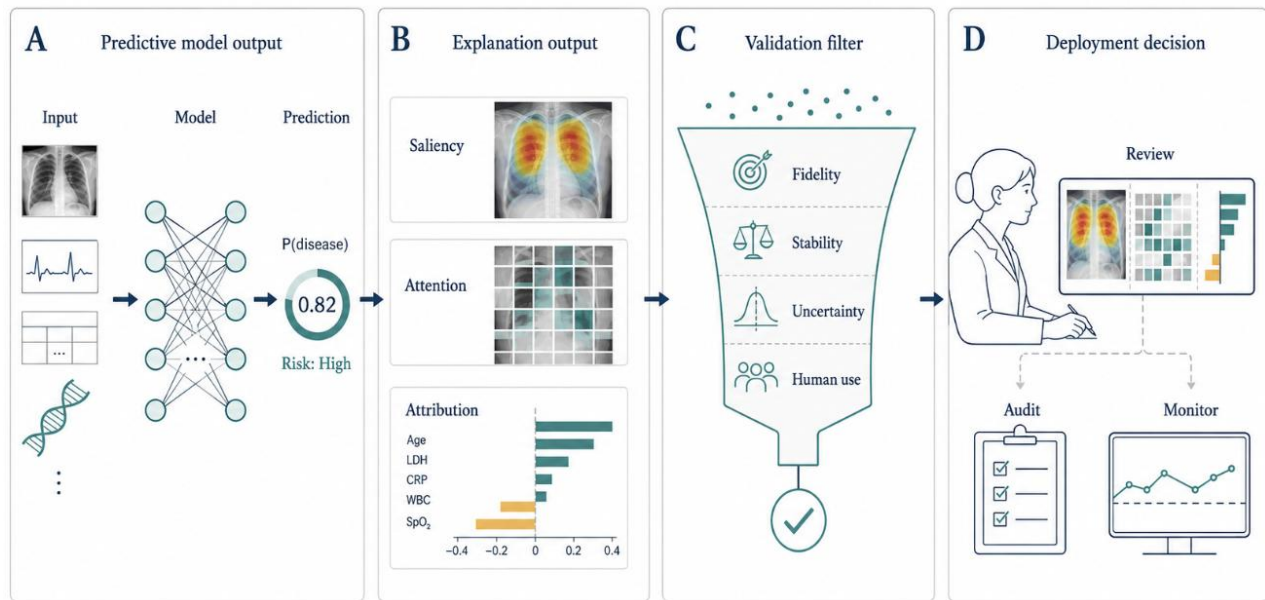 A Predictive model output
Input Model Prediction
P(disease)
0.82
Risk: High
...
B Explanation output
Saliency
Attention
Attribution
Age
LDH
CRP
WBC
SpO₂
−0.4 −0.2 0 0.2 0.4
C Validation filter
Fidelity
Stability
Uncertainty
Human use
D Deployment decision
Review
Audit Monitor